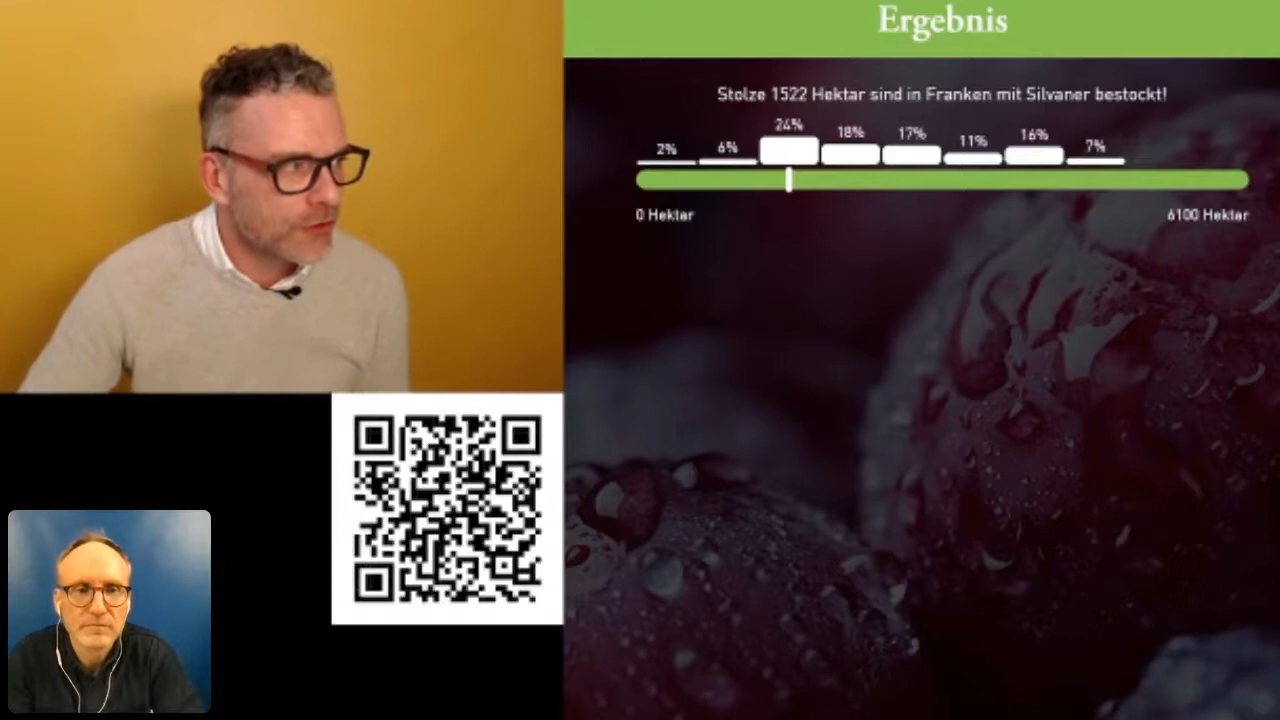 Ergebnis
Stolze 1522 Hektar sind in Franken mit Silvaner bestockt!
2% 6% 24% 18% 17% 11% 16% 7%
0 Hektar 6100 Hektar